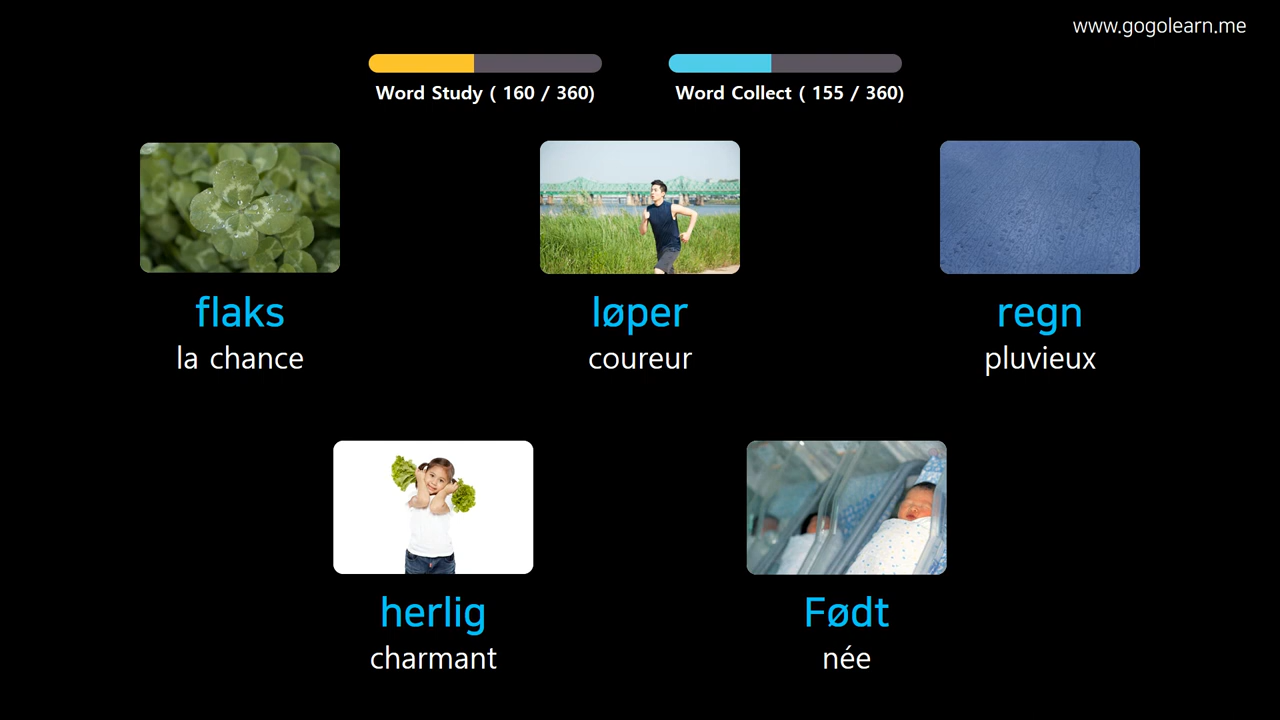 www.gogolearn.me
Word Study ( 160 / 360)
Word Collect ( 155 / 360)
flaks
la chance
løper
coureur
regn
pluvieux
herlig
charmant
Født
née